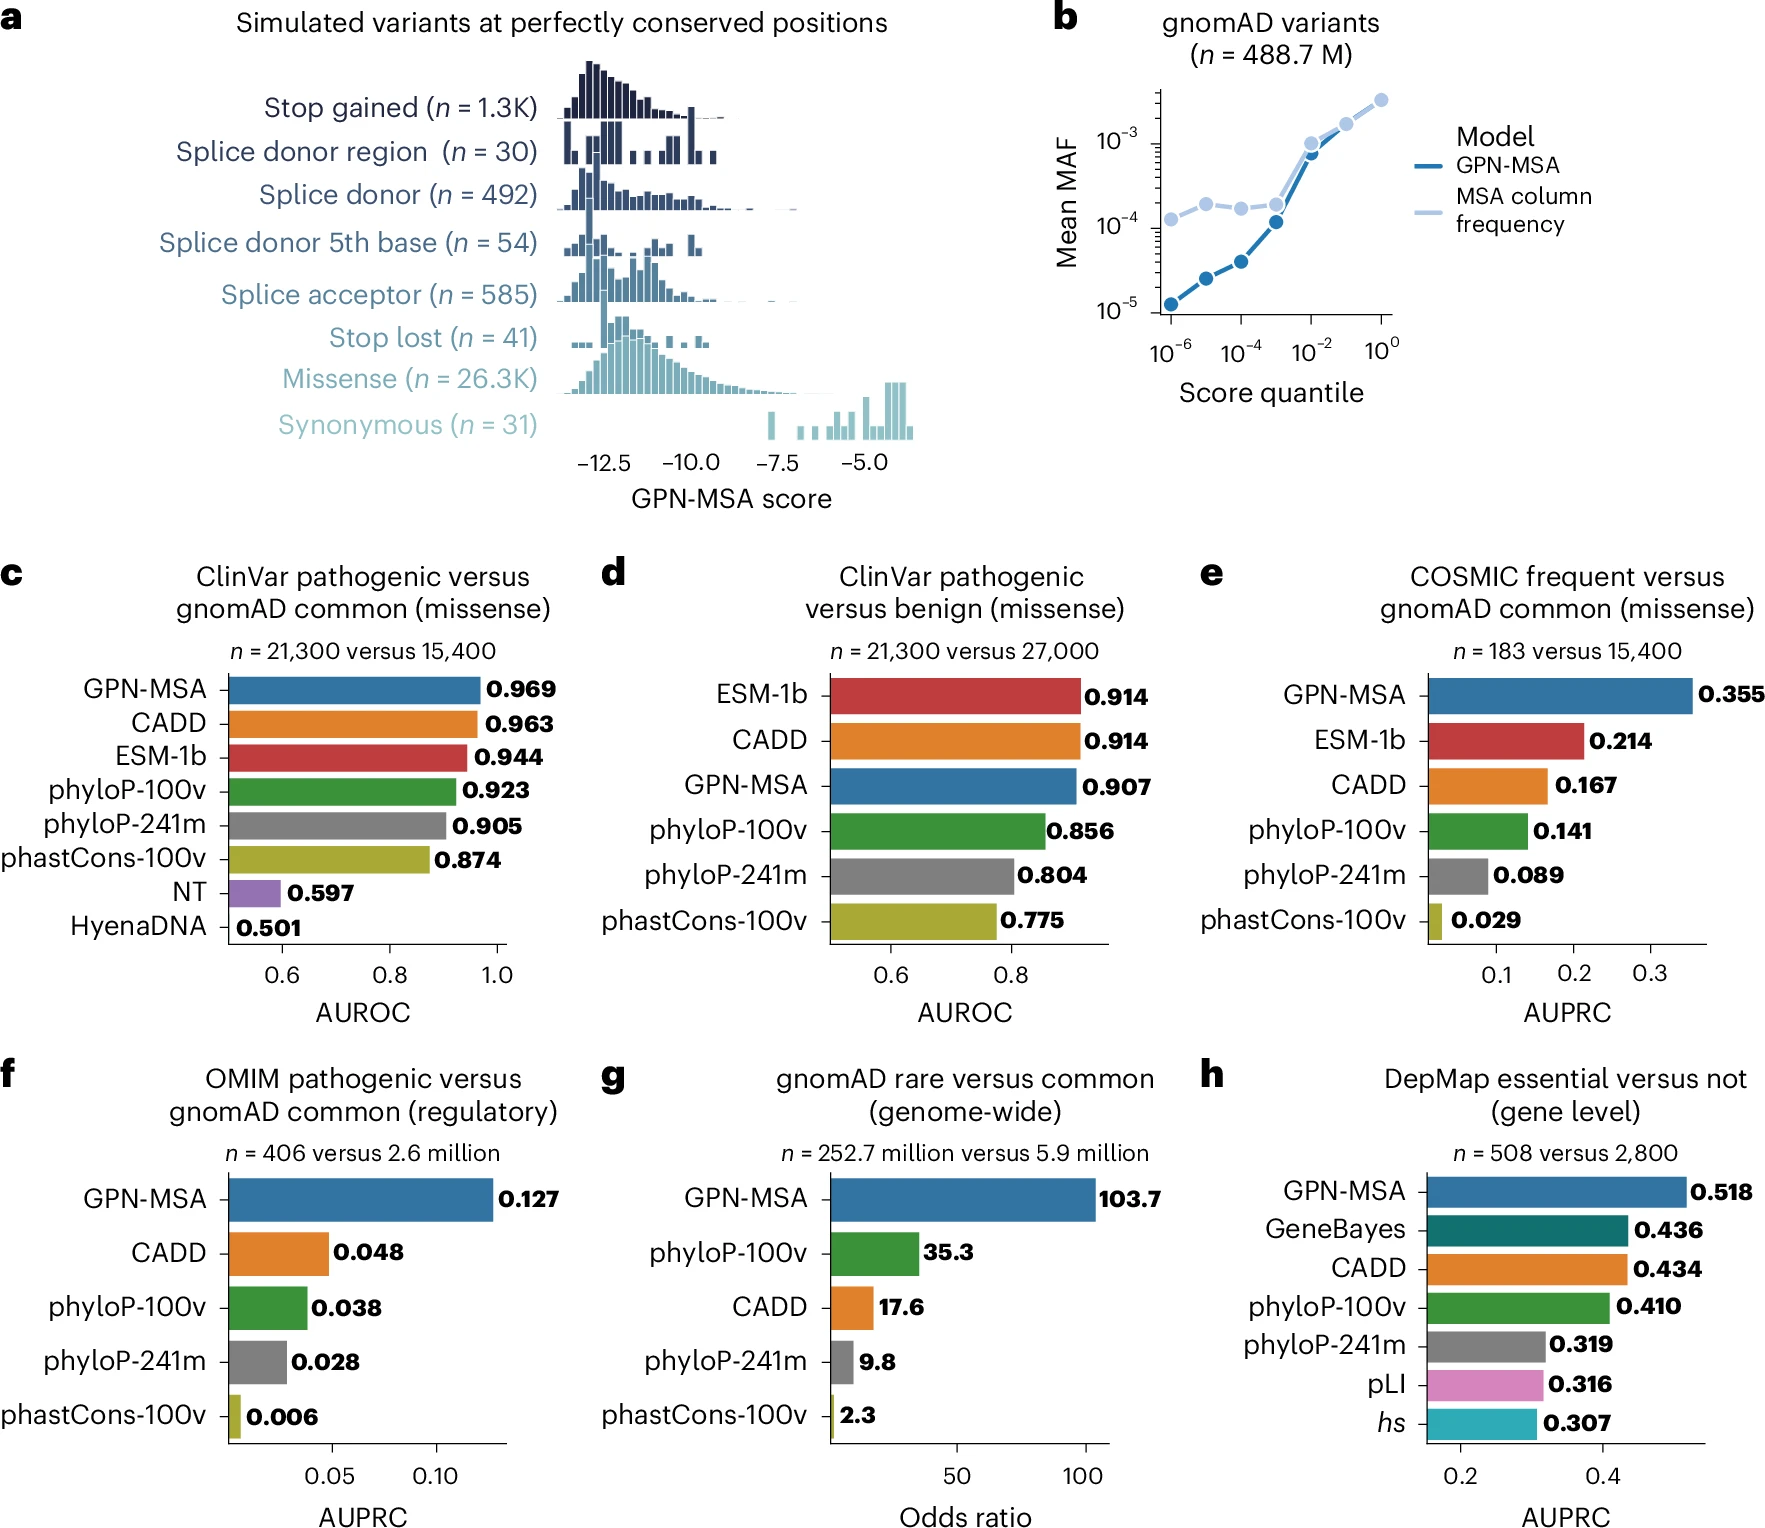 a
Simulated variants at perfectly conserved positions
Stop gained (n = 1.3K)
Splice donor region (n = 30)
Splice donor (n = 492)
Splice donor 5th base (n = 54)
Splice acceptor (n = 585)
Stop lost (n = 41)
Missense (n = 26.3K)
Synonymous (n = 31)
−12.5 −10.0 −7.5 −5.0
GPN-MSA score
b
gnomAD variants
(n = 488.7 M)
Mean MAF
10⁻³
10⁻⁴
10⁻⁵
10⁻⁶ 10⁻⁴ 10⁻² 10⁰
Score quantile
Model
GPN-MSA
MSA column
frequency
c
ClinVar pathogenic versus
gnomAD common (missense)
n = 21,300 versus 15,400
GPN-MSA 0.969
CADD 0.963
ESM-1b 0.944
phyloP-100v 0.923
phyloP-241m 0.905
phastCons-100v 0.874
NT 0.597
HyenaDNA 0.501
0.6 0.8 1.0
AUROC
d
ClinVar pathogenic
versus benign (missense)
n = 21,300 versus 27,000
ESM-1b 0.914
CADD 0.914
GPN-MSA 0.907
phyloP-100v 0.856
phyloP-241m 0.804
phastCons-100v 0.775
0.6 0.8
AUROC
e
COSMIC frequent versus
gnomAD common (missense)
n = 183 versus 15,400
GPN-MSA 0.355
ESM-1b 0.214
CADD 0.167
phyloP-100v 0.141
phyloP-241m 0.089
phastCons-100v 0.029
0.1 0.2 0.3
AUPRC
f
OMIM pathogenic versus
gnomAD common (regulatory)
n = 406 versus 2.6 million
GPN-MSA 0.127
CADD 0.048
phyloP-100v 0.038
phyloP-241m 0.028
phastCons-100v 0.006
0.05 0.10
AUPRC
g
gnomAD rare versus common
(genome-wide)
n = 252.7 million versus 5.9 million
GPN-MSA 103.7
phyloP-100v 35.3
CADD 17.6
phyloP-241m 9.8
phastCons-100v 2.3
50 100
Odds ratio
h
DepMap essential versus not
(gene level)
n = 508 versus 2,800
GPN-MSA 0.518
GeneBayes 0.436
CADD 0.434
phyloP-100v 0.410
phyloP-241m 0.319
pLI 0.316
hs 0.307
0.2 0.4
AUPRC